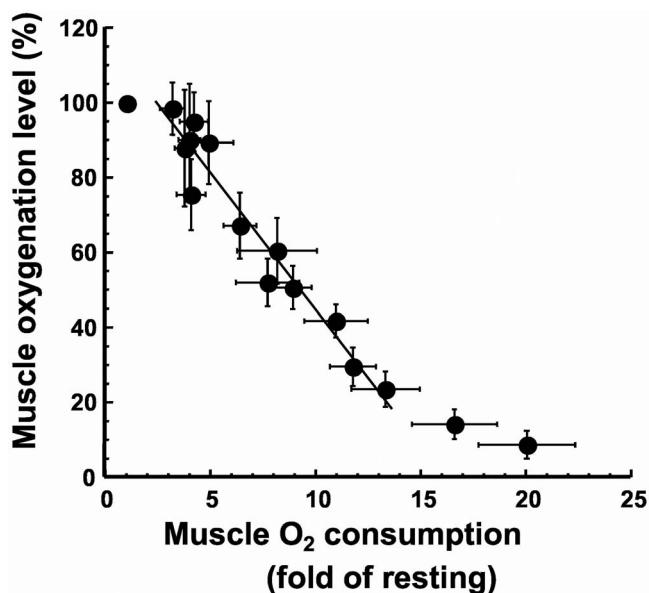 Muscle oxygenation level (%)
120
100
80
60
40
20
0
0 5 10 15 20 25
Muscle O₂ consumption
(fold of resting)